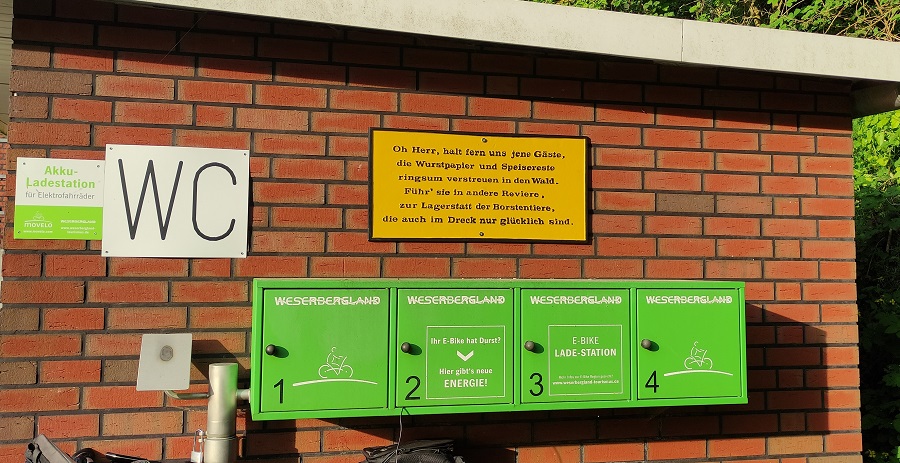 Akku-
Ladestation
für Elektrofahrräder
MOVELO
WC
Oh Herr, halt fern uns jene Gäste,
die Wurstpapier und Speisereste
ringsum verstreuen in den Wald.
Führ' sie in andere Reviere,
zur Lagerstatt der Borstentiere,
die auch im Dreck nur glücklich sind.
WESERBERGLAND
1
WESERBERGLAND
Ihr E-Bike hat Durst?
Hier gibt's neue
ENERGIE!
2
WESERBERGLAND
E-BIKE
LADE-STATION
www.weserbergland-tourismus.de
3
WESERBERGLAND
4